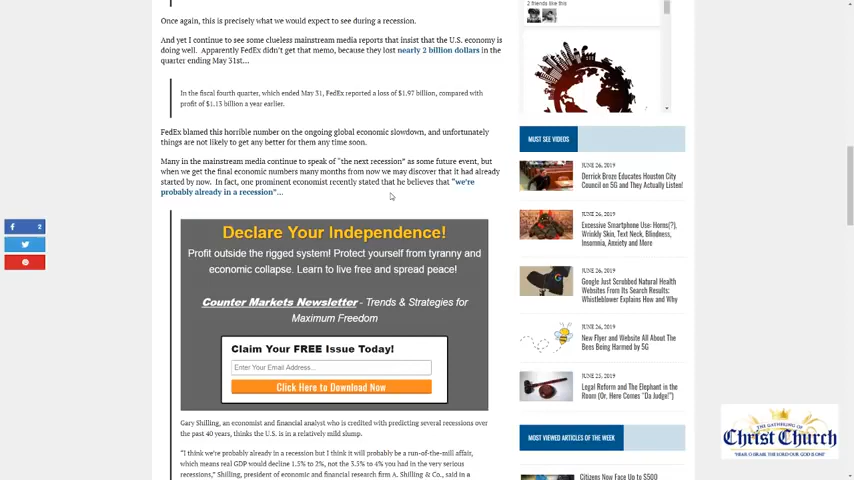 Once again, this is precisely what we would expect to see during a recession.
And yet I continue to see some clueless mainstream media reports that insist that the U.S. economy is
doing well.  Apparently FedEx didn't get that memo, because they lost nearly 2 billion dollars in the
quarter ending May 31st…
In the fiscal fourth quarter, which ended May 31, FedEx reported a loss of $1.97 billion, compared with
profit of $1.13 billion a year earlier.
FedEx blamed this horrible number on the ongoing global economic slowdown, and unfortunately
things are not likely to get any better for them any time soon.
Many in the mainstream media continue to speak of "the next recession" as some future event, but
when we get the final economic numbers many months from now we may discover that it had already
started by now.  In fact, one prominent economist recently stated that he believes that "we're
probably already in a recession"…
Declare Your Independence!
Profit outside the rigged system! Protect yourself from tyranny and
economic collapse. Learn to live free and spread peace!
Counter Markets Newsletter - Trends & Strategies for
Maximum Freedom
Claim Your FREE Issue Today!
Enter Your Email Address...
Click Here to Download Now
Gary Shilling, an economist and financial analyst who is credited with predicting several recessions over
the past 40 years, thinks the U.S. is in a relatively mild slump.
"I think we're probably already in a recession but I think it will probably be a run-of-the-mill affair,
which means real GDP would decline 1.5% to 2%, not the 3.5% to 4% you had in the very serious
recessions," Shilling, president of economic and financial research firm A. Shilling & Co., said in a
2
2 friends like this
MUST SEE VIDEOS
JUNE 26, 2019
Derrick Broze Educates Houston City
Council on 5G and They Actually Listen!
JUNE 26, 2019
Excessive Smartphone Use: Horns(?),
Wrinkly Skin, Text Neck, Blindness,
Insomnia, Anxiety and More
JUNE 26, 2019
Google Just Scrubbed Natural Health
Websites From Its Search Results:
Whistleblower Explains How and Why
JUNE 26, 2019
New Flyer and Website All About The
Bees Being Harmed by 5G
JUNE 25, 2019
Legal Reform and The Elephant in the
Room (Or, Here Comes "Da Judge!")
MOST VIEWED ARTICLES OF THE WEEK
Citizens Now Face Up to $500
THE GATHERING OF
Christ Church